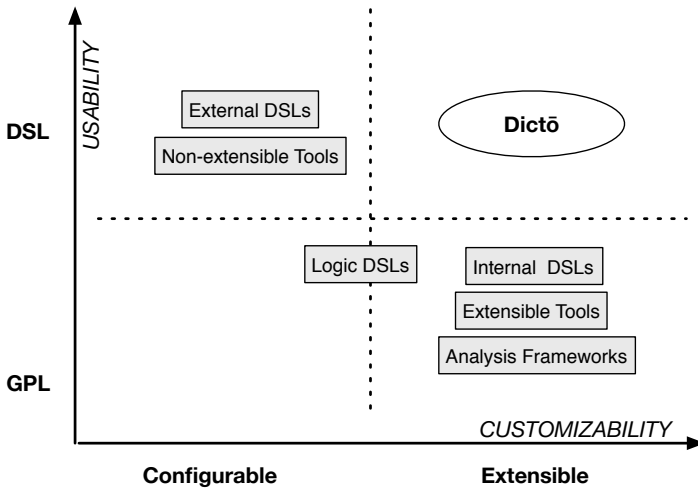 USABILITY
DSL
External DSLs
Non-extensible Tools
Dictō
Logic DSLs
Internal DSLs
Extensible Tools
Analysis Frameworks
GPL
CUSTOMIZABILITY
Configurable
Extensible